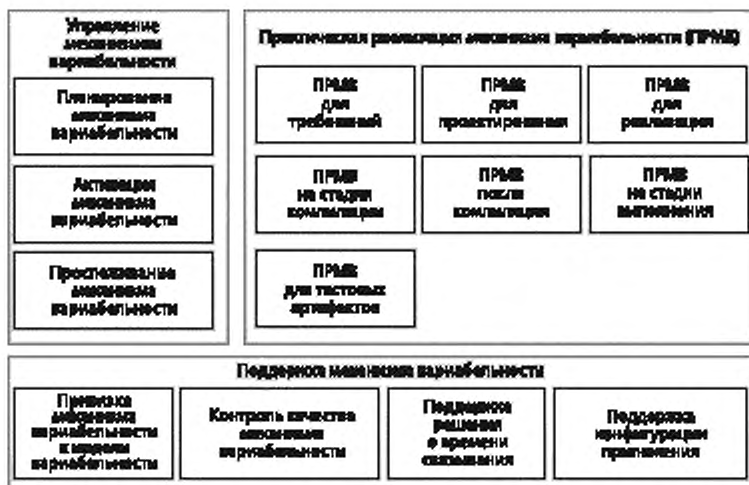 Управление
механизмом
вариабельности
Планирование
механизма
вариабельности
Активация
механизма
вариабельности
Прослеживание
механизма
вариабельности
Практическая реализация механизма вариабельности (ПРМВ)
ПРМВ
для
требований
ПРМВ
для
проектирования
ПРМВ
для
реализации
ПРМВ
на стадии
компиляции
ПРМВ
после
компиляции
ПРМВ
на стадии
выполнения
ПРМВ
для тестовых
артефактов
Поддержка механизма вариабельности
Привязка
механизма
вариабельности
к модели
вариабельности
Контроль качества
механизма
вариабельности
Поддержка
решения
о времени
связывания
Поддержка
конфигурации
приложения